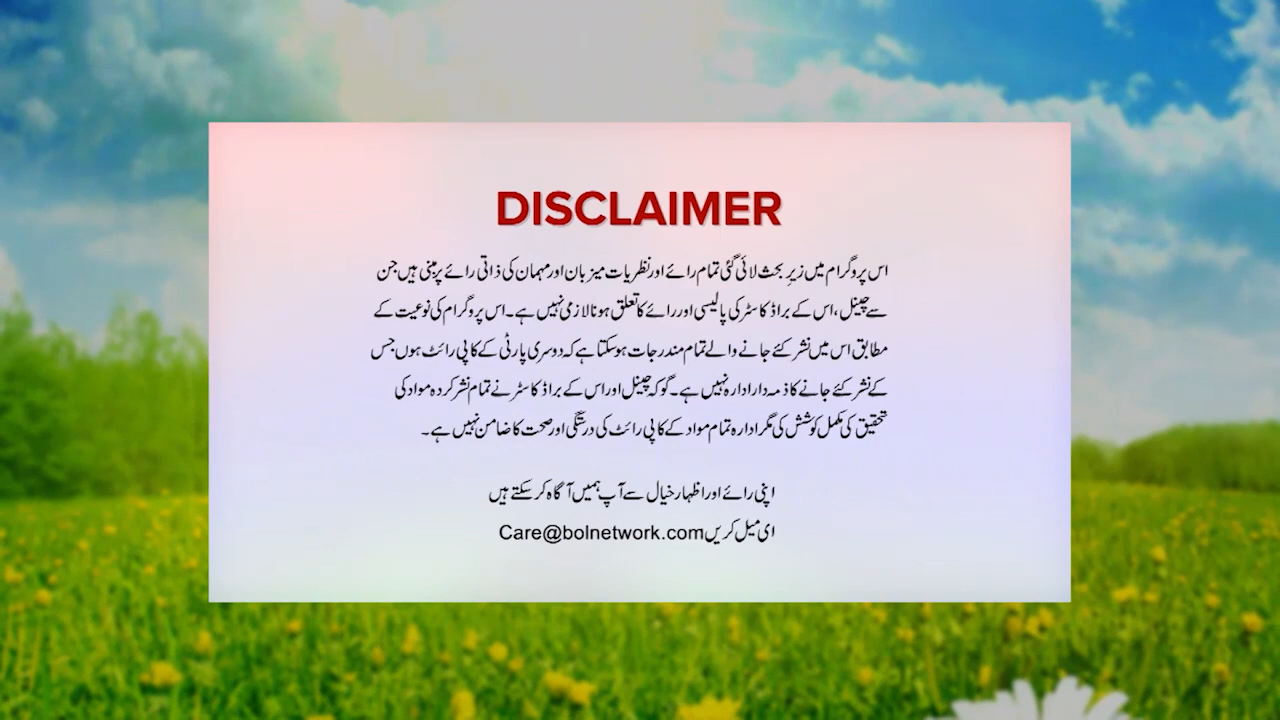 DISCLAIMER
اس پروگرام میں زیرِ بحث لائی گئی تمام رائے اور نظریات میزبان اور مہمان کی ذاتی رائے پر مبنی ہیں جن
سے چینل ، اس کے براڈ کاسٹر کی پالیسی اور رائے کا تعلق ہونا لازمی نہیں ہے ۔ اس پروگرام کی نوعیت کے
مطابق اس میں نشر کئے جانے والے تمام مندرجات ہوسکتا ہے کہ دوسری پارٹی کے کاپی رائٹ ہوں جس
کے نشر کئے جانے کا ذمہ دار ادارہ نہیں ہے ۔ گو کہ چینل اور اس کے براڈ کاسٹر نے تمام نشر کردہ مواد کی
تحقیق کی مکمل کوشش کی مگر ادارہ تمام مواد کے کاپی رائٹ کی درستگی اور صحت کا ضامن نہیں ہے ۔
اپنی رائے اور اظہار خیال سے آپ ہمیں آگاہ کرسکتے ہیں
ای میل کریں Care@bolnetwork.com